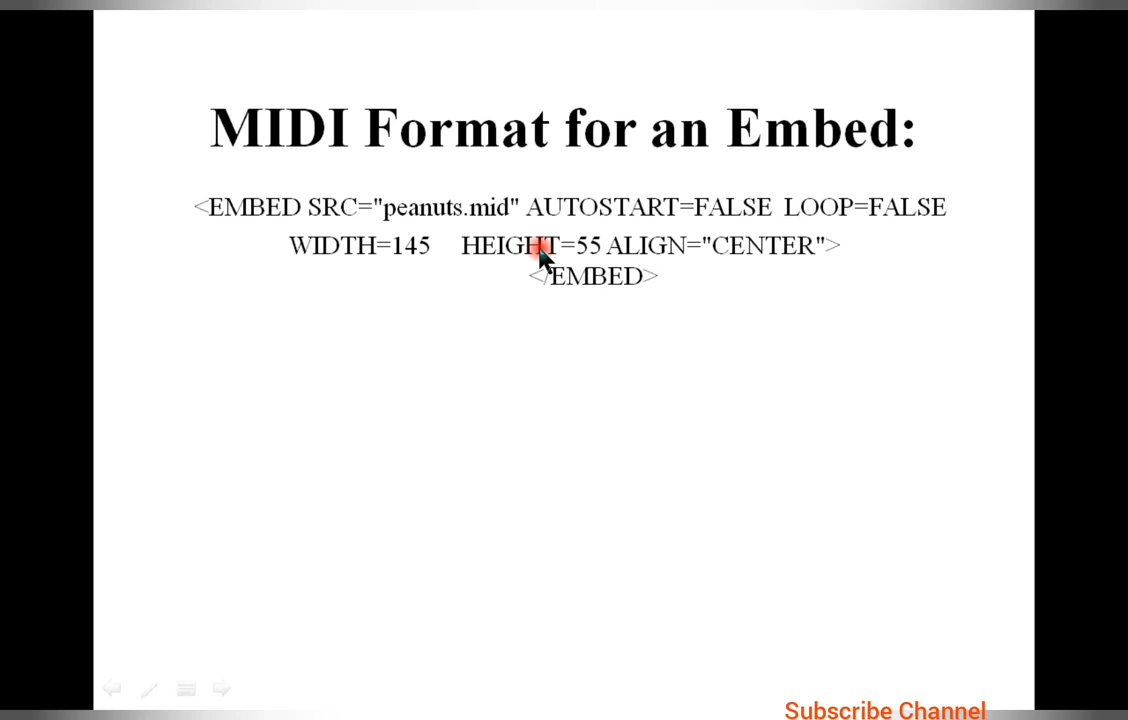 MIDI Format for an Embed:
<EMBED SRC="peanuts.mid" AUTOSTART=FALSE LOOP=FALSE
WIDTH=145 HEIGHT=55 ALIGN="CENTER">
</EMBED>
Subscribe Channel